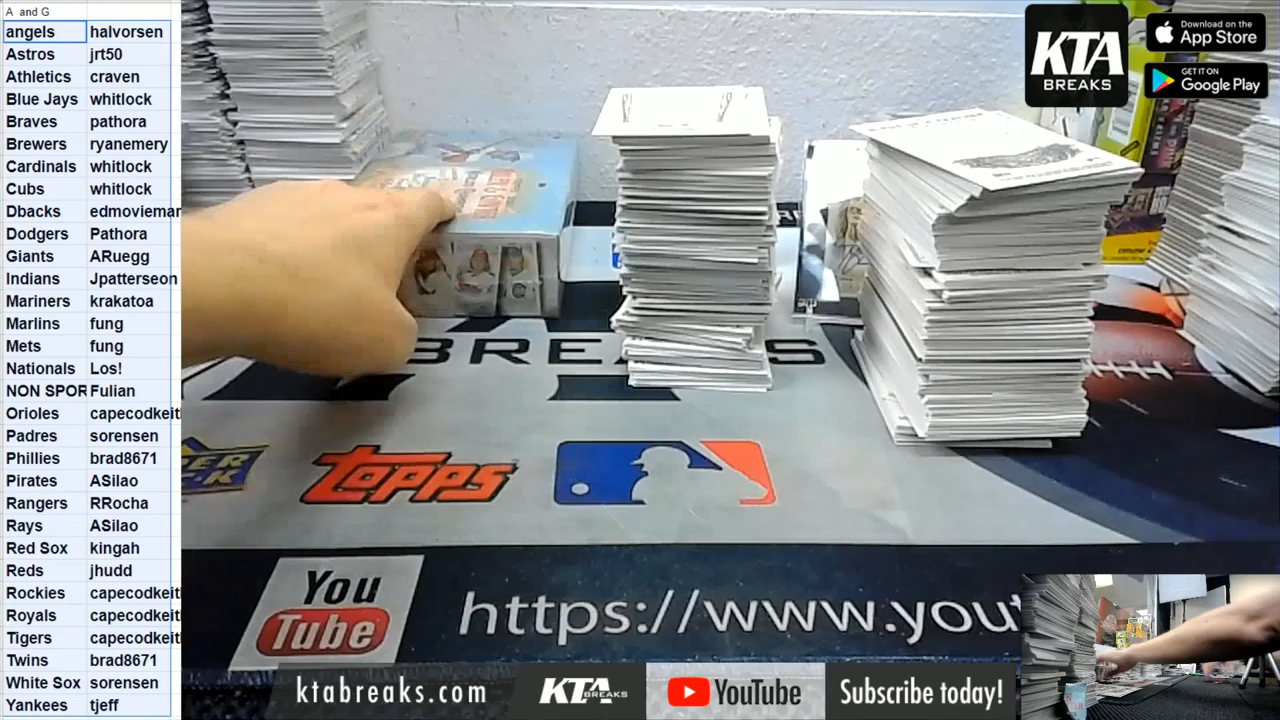 A and G
angels halvorsen
Astros jrt50
Athletics craven
Blue Jays whitlock
Braves pathora
Brewers ryanemery
Cardinals whitlock
Cubs whitlock
Dbacks edmovieman
Dodgers Pathora
Giants ARuegg
Indians Jpatterseon
Mariners krakatoa
Marlins fung
Mets fung
Nationals Los!
NON SPOR Fulian
Orioles capecodkeit
Padres sorensen
Phillies brad8671
Pirates ASilao
Rangers RRocha
Rays ASilao
Red Sox kingah
Reds jhudd
Rockies capecodkeit
Royals capecodkeit
Tigers capecodkeit
Twins brad8671
White Sox sorensen
Yankees tjeff
KTA
BREAKS
Download on the
App Store
GET IT ON
Google Play
BREAKS
PER
topps
You
Tube
https://www.you
ktabreaks.com
KTA
BREAKS
YouTube
Subscribe today!